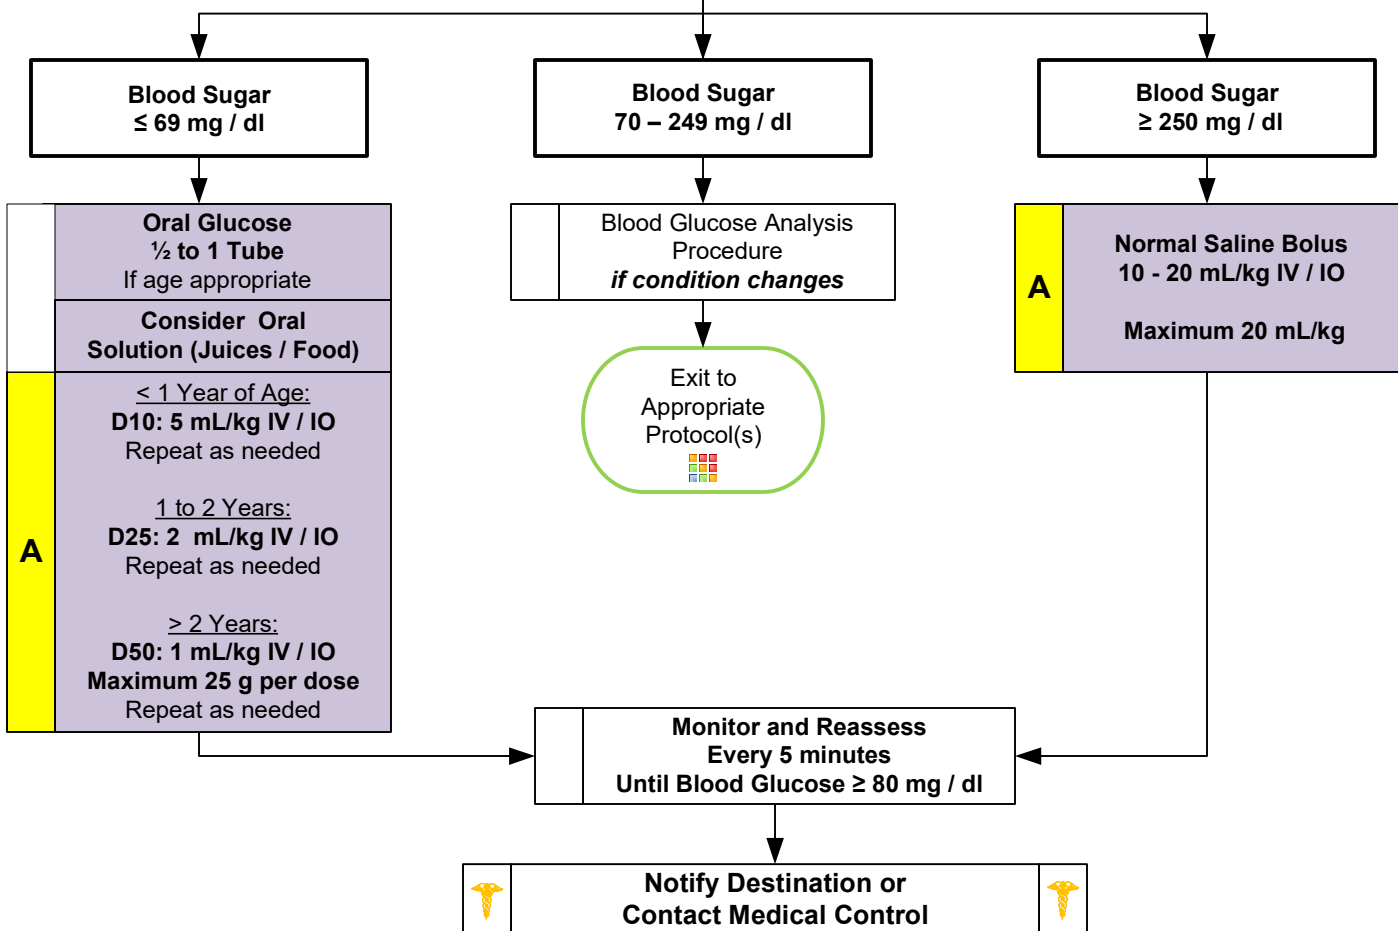 Blood Sugar
≤ 69 mg / dl
Blood Sugar
70 – 249 mg / dl
Blood Sugar
≥ 250 mg / dl
Oral Glucose
½ to 1 Tube
If age appropriate
Consider Oral
Solution (Juices / Food)
A
< 1 Year of Age:
D10: 5 mL/kg IV / IO
Repeat as needed
1 to 2 Years:
D25: 2 mL/kg IV / IO
Repeat as needed
> 2 Years:
D50: 1 mL/kg IV / IO
Maximum 25 g per dose
Repeat as needed
Blood Glucose Analysis
Procedure
if condition changes
Exit to
Appropriate
Protocol(s)
A
Normal Saline Bolus
10 - 20 mL/kg IV / IO
Maximum 20 mL/kg
Monitor and Reassess
Every 5 minutes
Until Blood Glucose ≥ 80 mg / dl
Notify Destination or
Contact Medical Control